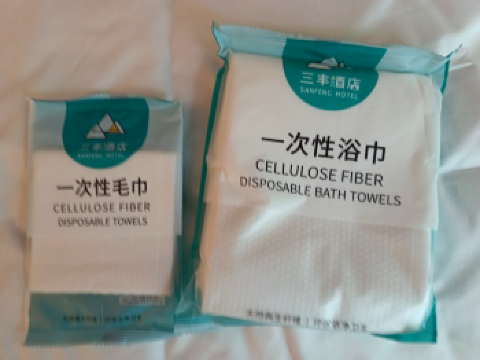 三丰酒店
SANFENG HOTEL
一次性毛巾
CELLULOSE FIBER
DISPOSABLE TOWELS
三丰酒店
SANFENG HOTEL
一次性浴巾
CELLULOSE FIBER
DISPOSABLE BATH TOWELS